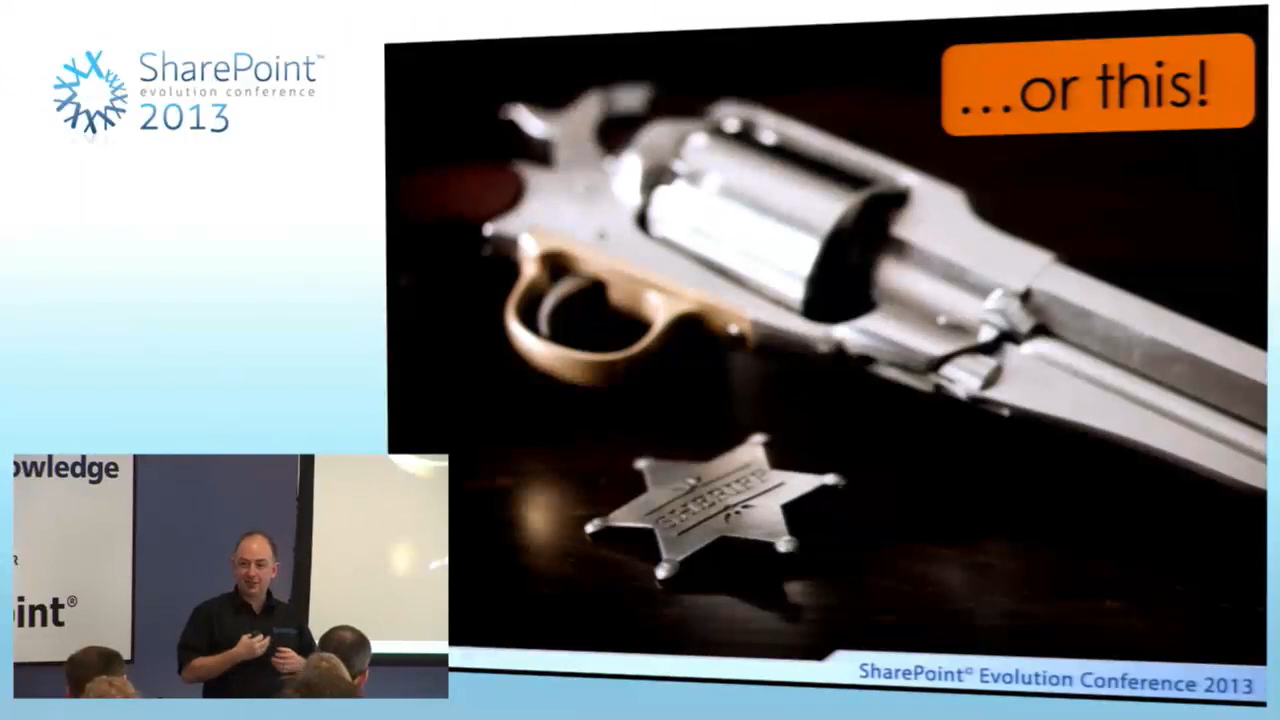 SharePoint™
evolution conference
2013
...or this!
SHERIFF
owledge
R
int®
SharePoint® Evolution Conference 2013